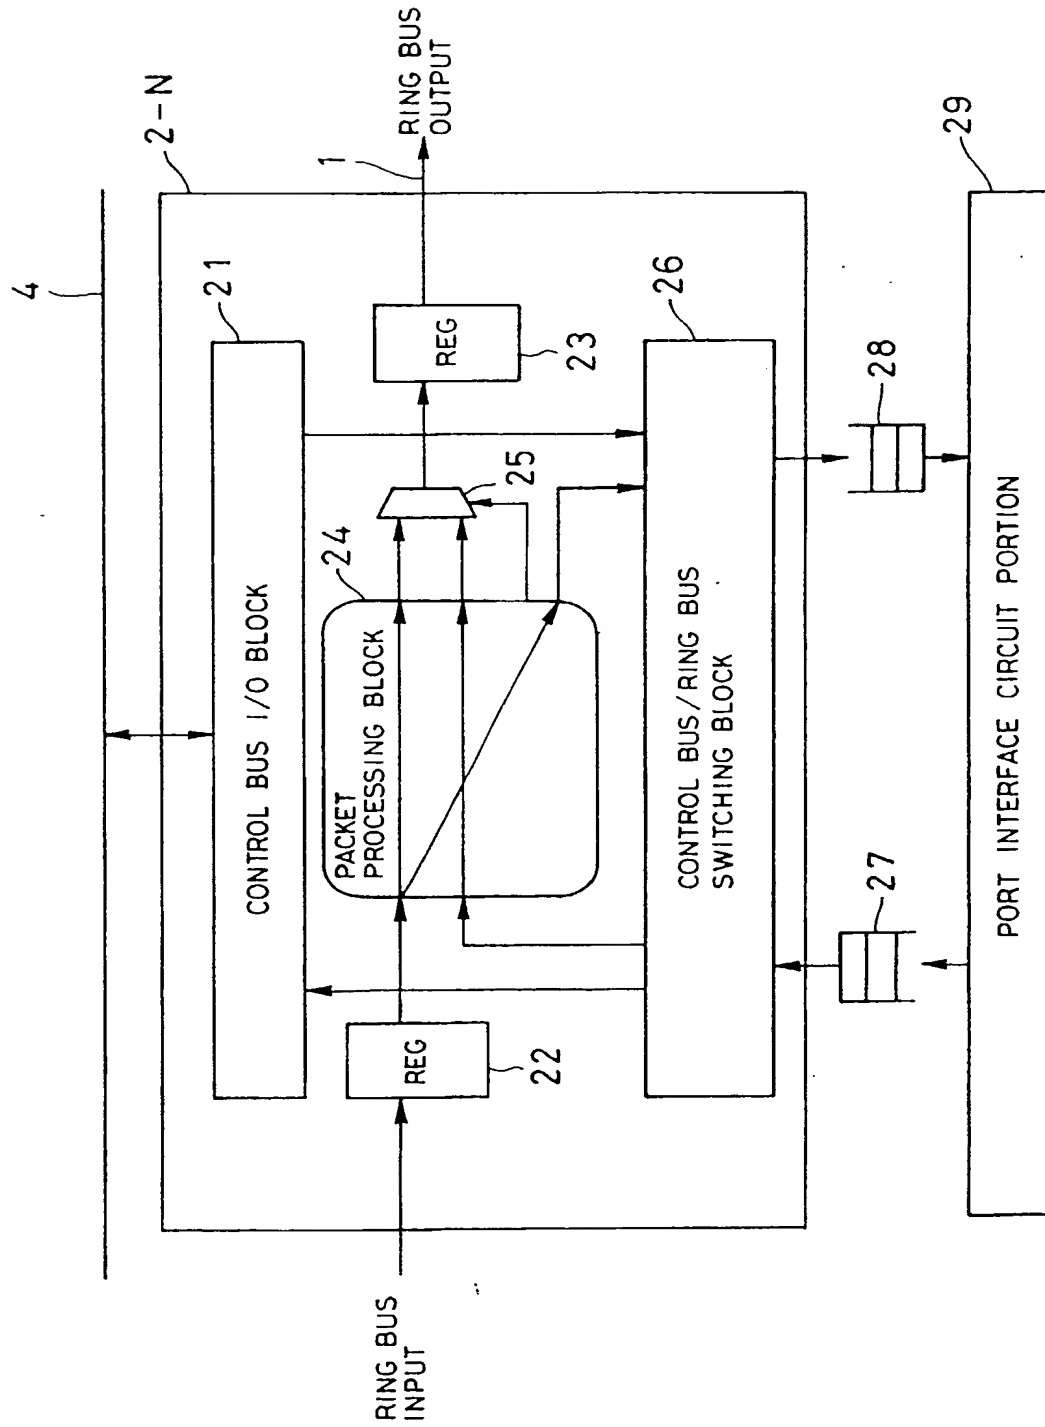 4
2-N
21
CONTROL BUS I/O BLOCK
RING BUS
INPUT
REG
22
24
PACKET
PROCESSING BLOCK
25
REG
23
1
RING BUS
OUTPUT
26
CONTROL BUS/RING BUS
SWITCHING BLOCK
27
28
29
PORT INTERFACE CIRCUIT PORTION